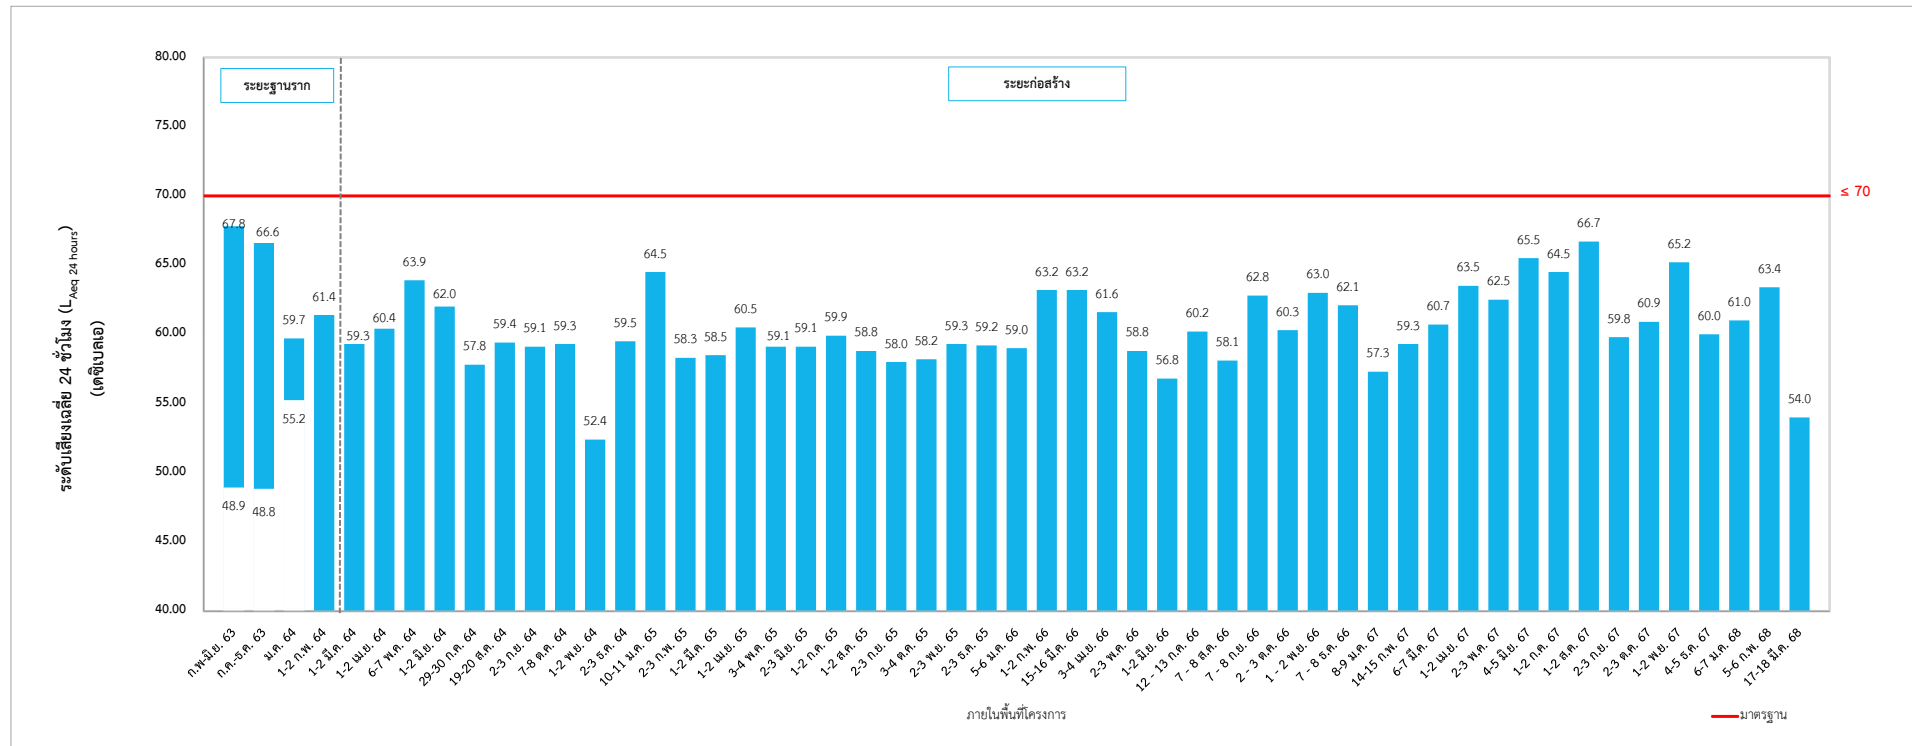 80.00
75.00
70.00
65.00
60.00
55.00
50.00
45.00
40.00
ระดับเสียงเฉลี่ย 24 ชั่วโมง (LAeq 24 hours)
(เดซิเบลเอ)
ระยะฐานราก
ระยะก่อสร้าง
≤ 70
67.8 66.6 59.7 61.4 59.3 60.4 63.9 62.0 57.8 59.4 59.1 59.3 52.4 59.5 64.5 58.3 58.5 60.5 59.1 59.1 59.9 58.8 58.0 58.2 59.3 59.2 59.0 63.2 63.2 61.6 58.8 56.8 60.2 58.1 62.8 60.3 63.0 62.1 57.3 59.3 60.7 63.5 62.5 65.5 64.5 66.7 59.8 60.9 65.2 60.0 61.0 63.4 54.0
48.9 48.8 55.2
ก.พ-มิ.ย. 63
ก.ค.-ธ.ค. 63
ม.ค. 64
1-2 ก.พ. 64
1-2 มี.ค. 64
1-2 เม.ย. 64
6-7 พ.ค. 64
1-2 มิ.ย. 64
29-30 ก.ค. 64
19-20 ส.ค. 64
2-3 ก.ย. 64
7-8 ต.ค. 64
1-2 พ.ย. 64
2-3 ธ.ค. 64
10-11 ม.ค. 65
2-3 ก.พ. 65
1-2 มี.ค. 65
1-2 เม.ย. 65
3-4 พ.ค. 65
2-3 มิ.ย. 65
1-2 ก.ค. 65
1-2 ส.ค. 65
2-3 ก.ย. 65
3-4 ต.ค. 65
2-3 พ.ย. 65
2-3 ธ.ค. 65
5-6 ม.ค. 66
1-2 ก.พ. 66
15-16 มี.ค. 66
3-4 เม.ย. 66
2-3 พ.ค. 66
1-2 มิ.ย. 66
12 - 13 ก.ค. 66
7 - 8 ส.ค. 66
7 - 8 ก.ย. 66
2 - 3 ต.ค. 66
1 - 2 พ.ย. 66
7 - 8 ธ.ค. 66
8-9 ม.ค. 67
14-15 ก.พ. 67
6-7 มี.ค. 67
1-2 เม.ย. 67
2-3 พ.ค. 67
4-5 มิ.ย. 67
1-2 ก.ค. 67
1-2 ส.ค. 67
2-3 ก.ย. 67
2-3 ต.ค. 67
1-2 พ.ย. 67
4-5 ธ.ค. 67
6-7 ม.ค. 68
5-6 ก.พ. 68
17-18 มี.ค. 68
ภายในพื้นที่โครงการ
มาตรฐาน